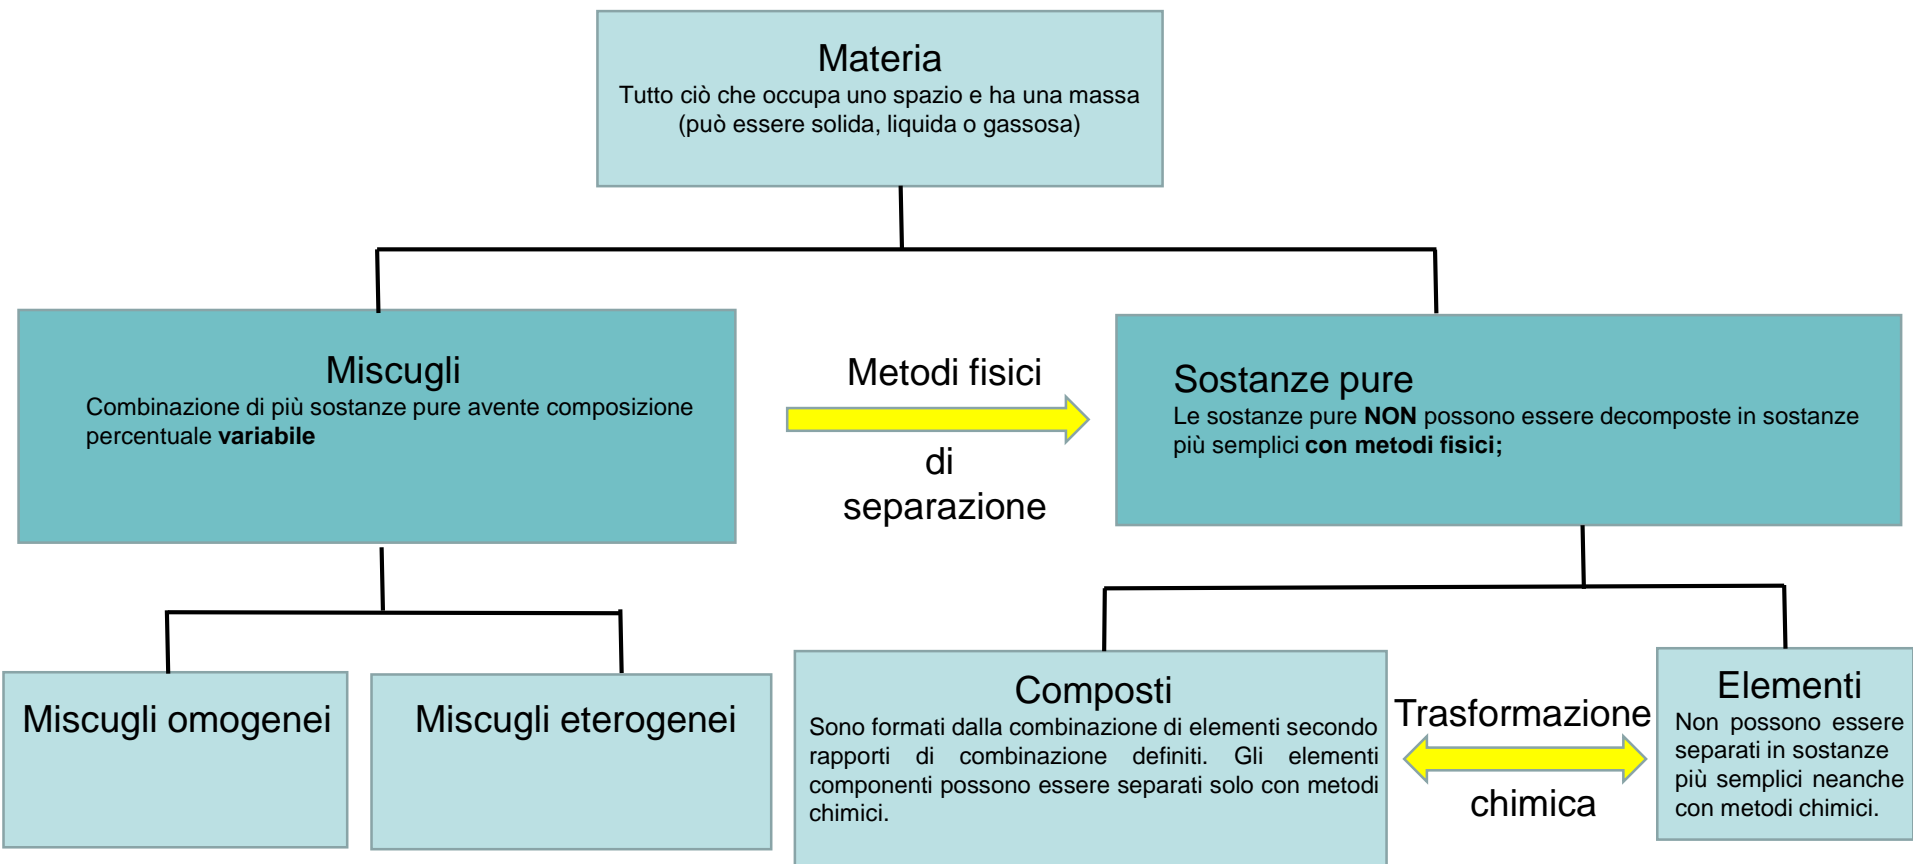 Materia
Tutto ciò che occupa uno spazio e ha una massa
(può essere solida, liquida o gassosa)
Miscugli
Combinazione di più sostanze pure avente composizione
percentuale variabile
Metodi fisici
di
separazione
Sostanze pure
Le sostanze pure NON possono essere decomposte in sostanze
più semplici con metodi fisici;
Miscugli omogenei
Miscugli eterogenei
Composti
Sono formati dalla combinazione di elementi secondo
rapporti di combinazione definiti. Gli elementi
componenti possono essere separati solo con metodi
chimici.
Trasformazione
chimica
Elementi
Non possono essere
separati in sostanze
più semplici neanche
con metodi chimici.